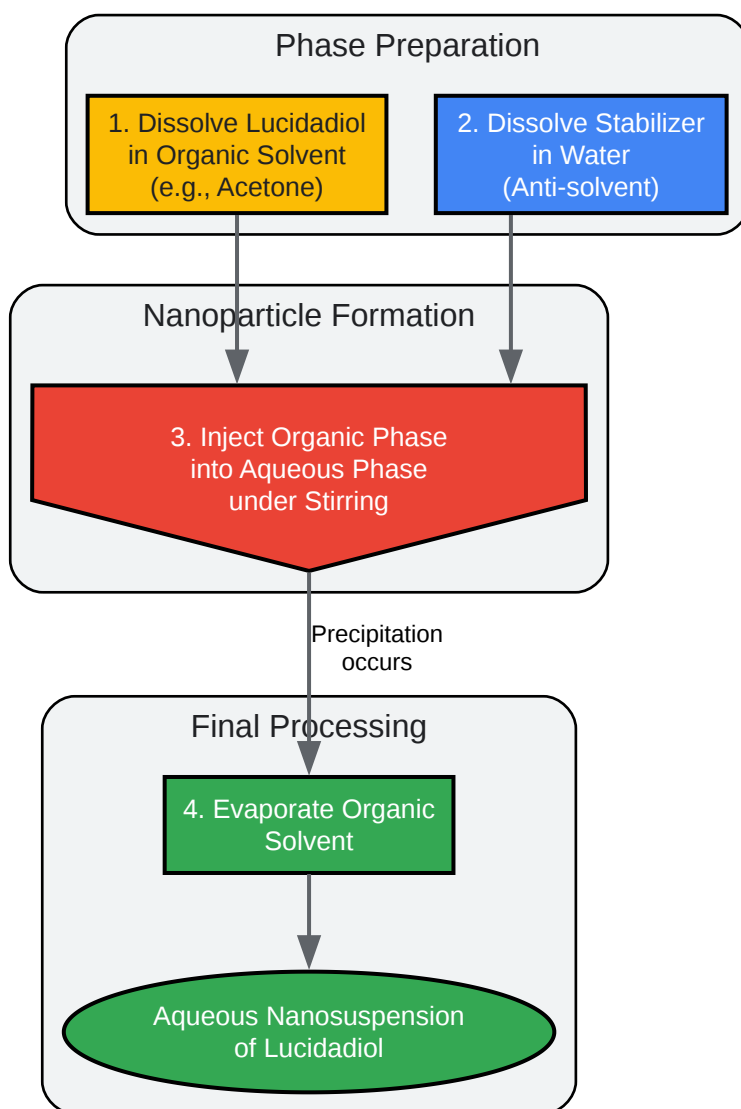 Phase Preparation
1. Dissolve Lucidadiol
in Organic Solvent
(e.g., Acetone)
2. Dissolve Stabilizer
in Water
(Anti-solvent)
Nanoparticle Formation
3. Inject Organic Phase
into Aqueous Phase
under Stirring
Precipitation
occurs
Final Processing
4. Evaporate Organic
Solvent
Aqueous Nanosuspension
of Lucidadiol